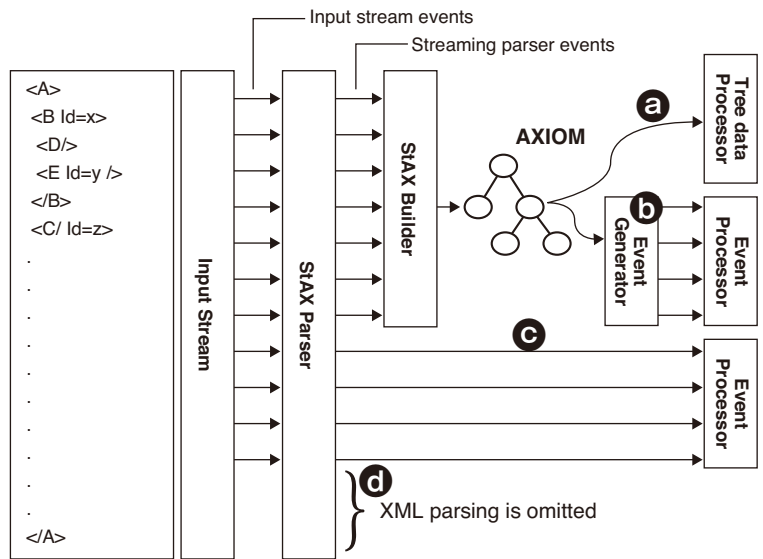 Input stream events
Streaming parser events
<A>
<B Id=x>
<D/>
<E Id=y />
</B>
<C/ Id=z>
.
.
.
.
.
.
.
.
.
</A>
Input Stream
StAX Parser
StAX Builder
AXIOM
a
Tree data
Processor
b
Event
Generator
Event
Processor
c
Event
Processor
d
XML parsing is omitted